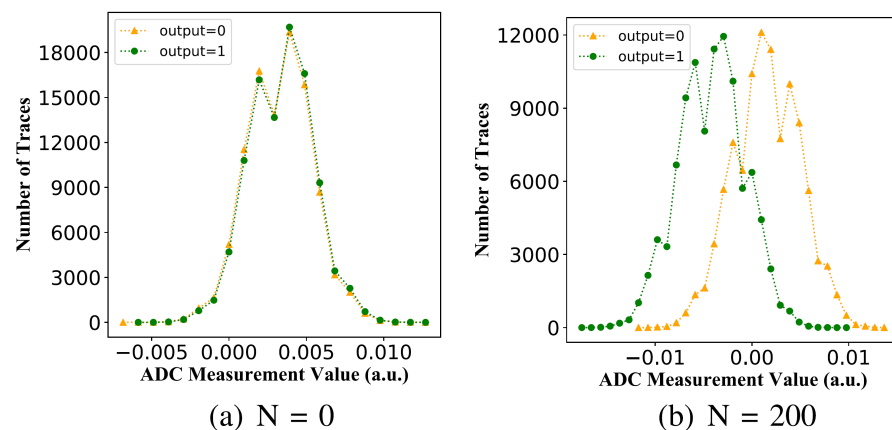 output=0
output=1
18000
15000
12000
9000
6000
3000
0
Number of Traces
−0.005 0.000 0.005 0.010
ADC Measurement Value (a.u.)
(a) N = 0
output=0
output=1
12000
9000
6000
3000
0
Number of Traces
−0.01 0.00 0.01
ADC Measurement Value (a.u.)
(b) N = 200